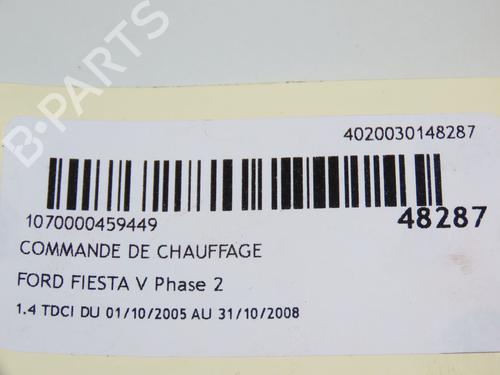 B-PARTS
4020030148287
1070000459449
48287
COMMANDE DE CHAUFFAGE
FORD FIESTA V Phase 2
1.4 TDCI DU 01/10/2005 AU 31/10/2008